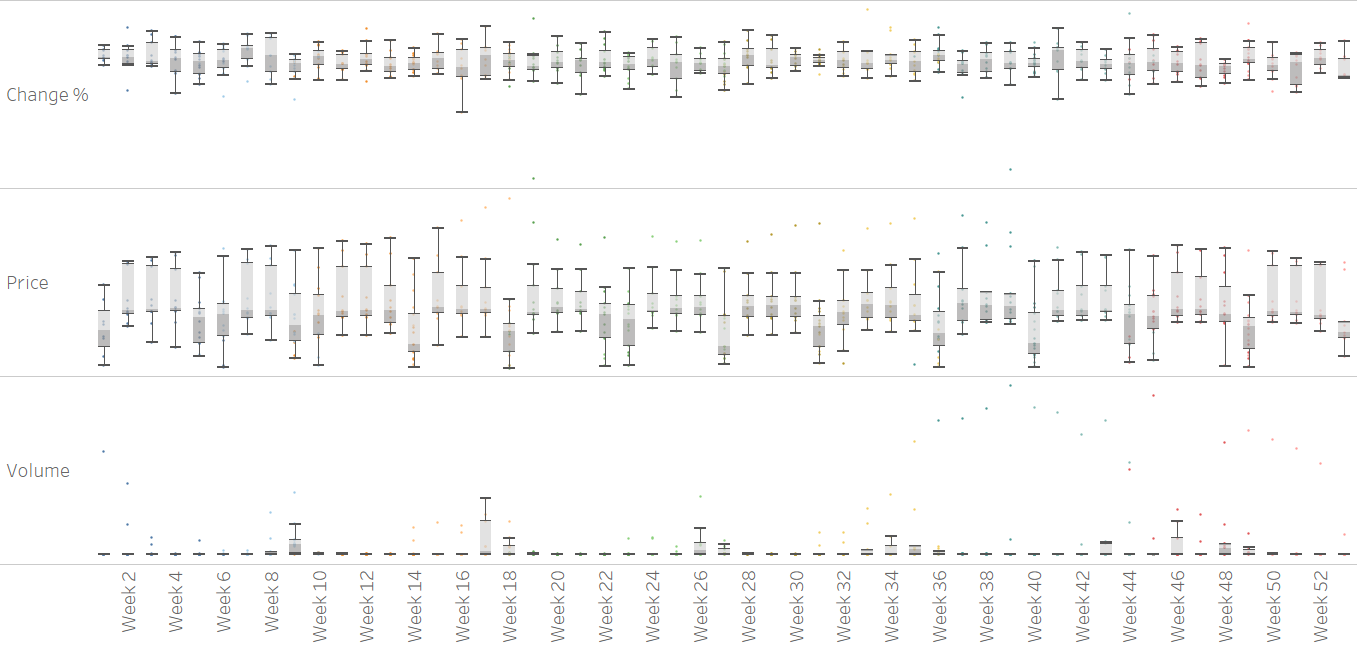 Change %
Price
Volume
Week 2
Week 4
Week 6
Week 8
Week 10
Week 12
Week 14
Week 16
Week 18
Week 20
Week 22
Week 24
Week 26
Week 28
Week 30
Week 32
Week 34
Week 36
Week 38
Week 40
Week 42
Week 44
Week 46
Week 48
Week 50
Week 52